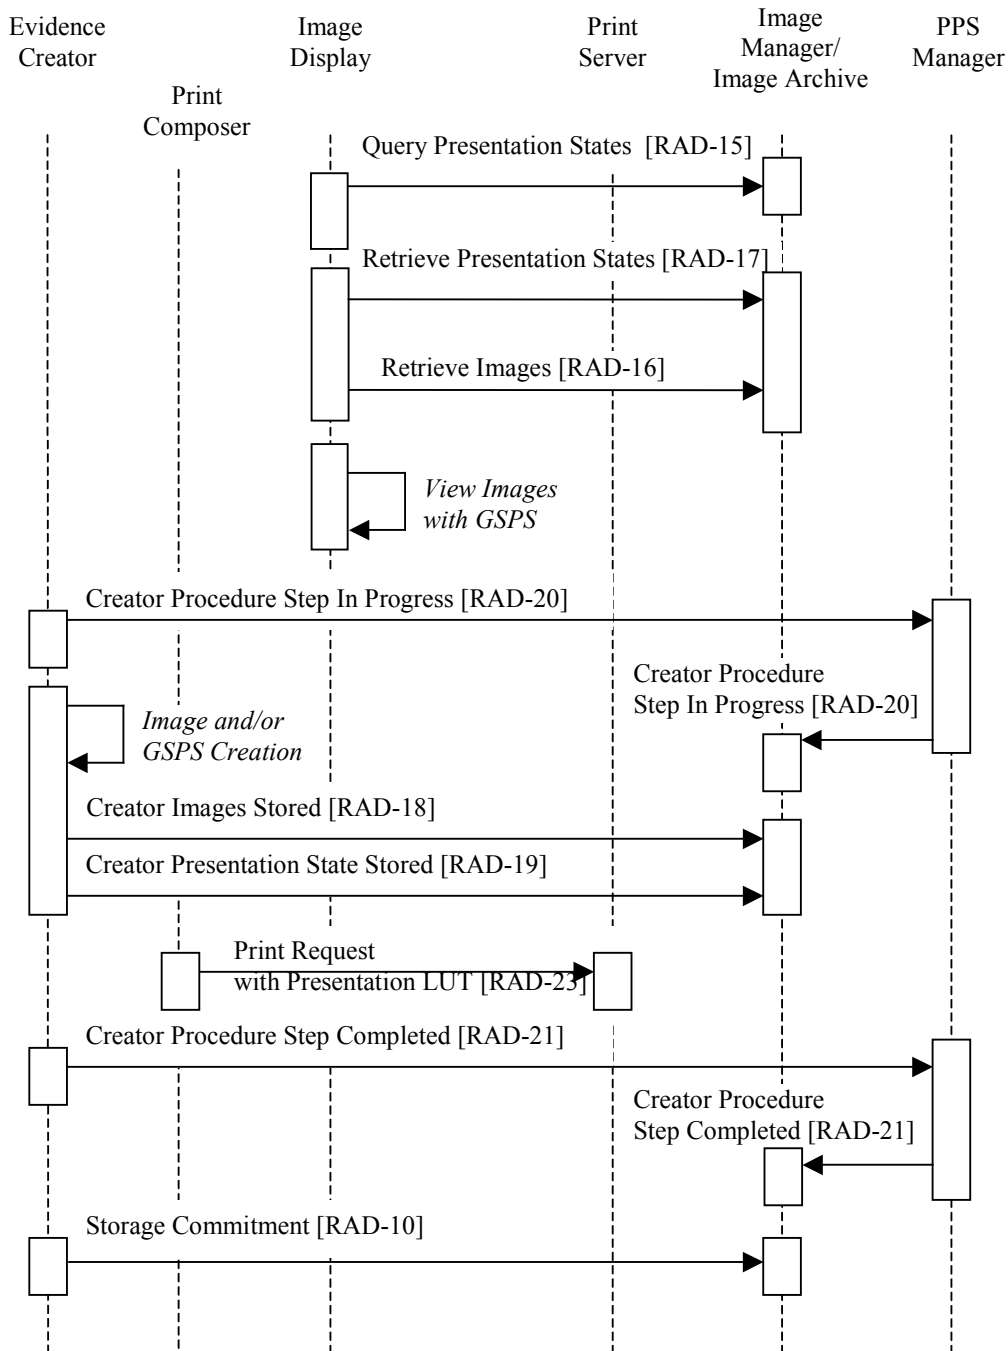 Evidence
Creator
Image
Display
Print
Server
Image
Manager/
Image Archive
PPS
Manager
Print
Composer
Query Presentation States [RAD-15]
Retrieve Presentation States [RAD-17]
Retrieve Images [RAD-16]
View Images
with GSPS
Creator Procedure Step In Progress [RAD-20]
Creator Procedure
Step In Progress [RAD-20]
Image and/or
GSPS Creation
Creator Images Stored [RAD-18]
Creator Presentation State Stored [RAD-19]
Print Request
with Presentation LUT [RAD-23]
Creator Procedure Step Completed [RAD-21]
Creator Procedure
Step Completed [RAD-21]
Storage Commitment [RAD-10]